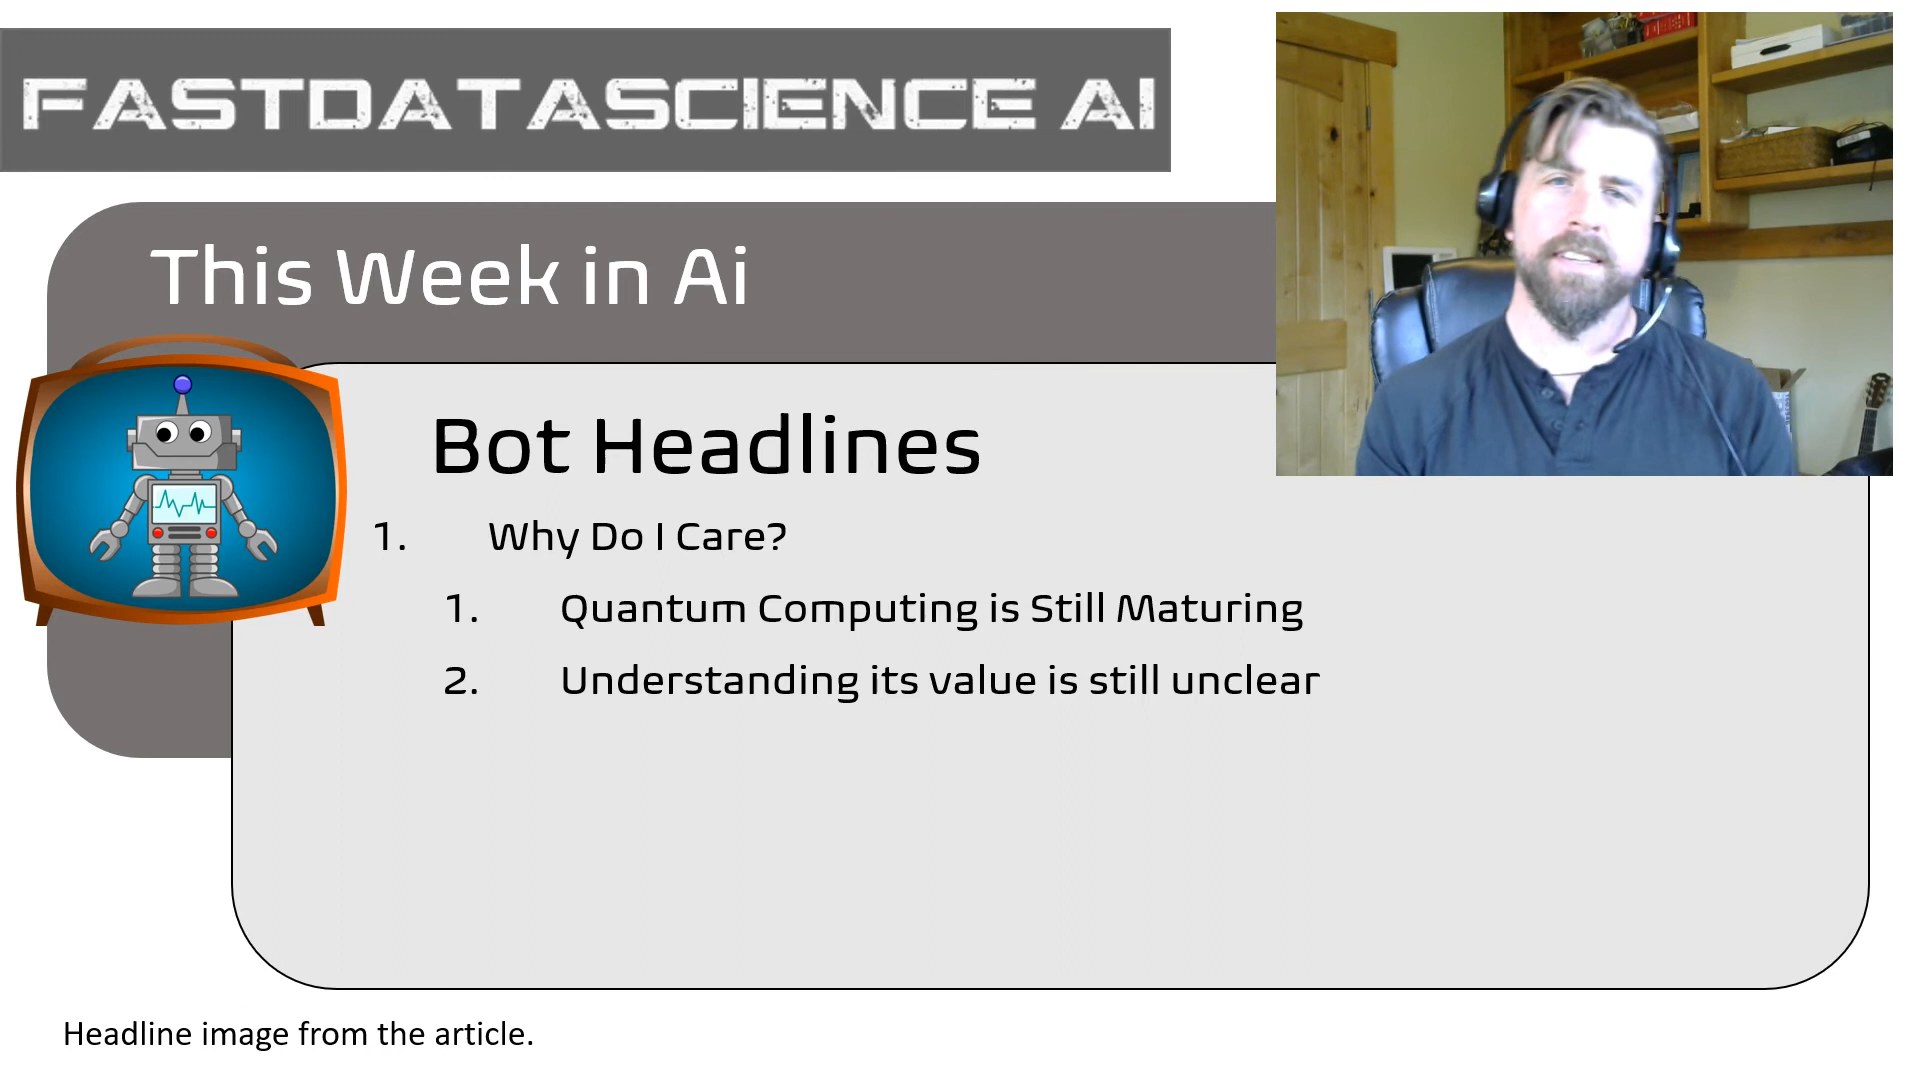 FASTDATASCIENCE AI
This Week in Ai
Bot Headlines
1. Why Do I Care?
1. Quantum Computing is Still Maturing
2. Understanding its value is still unclear
Headline image from the article.